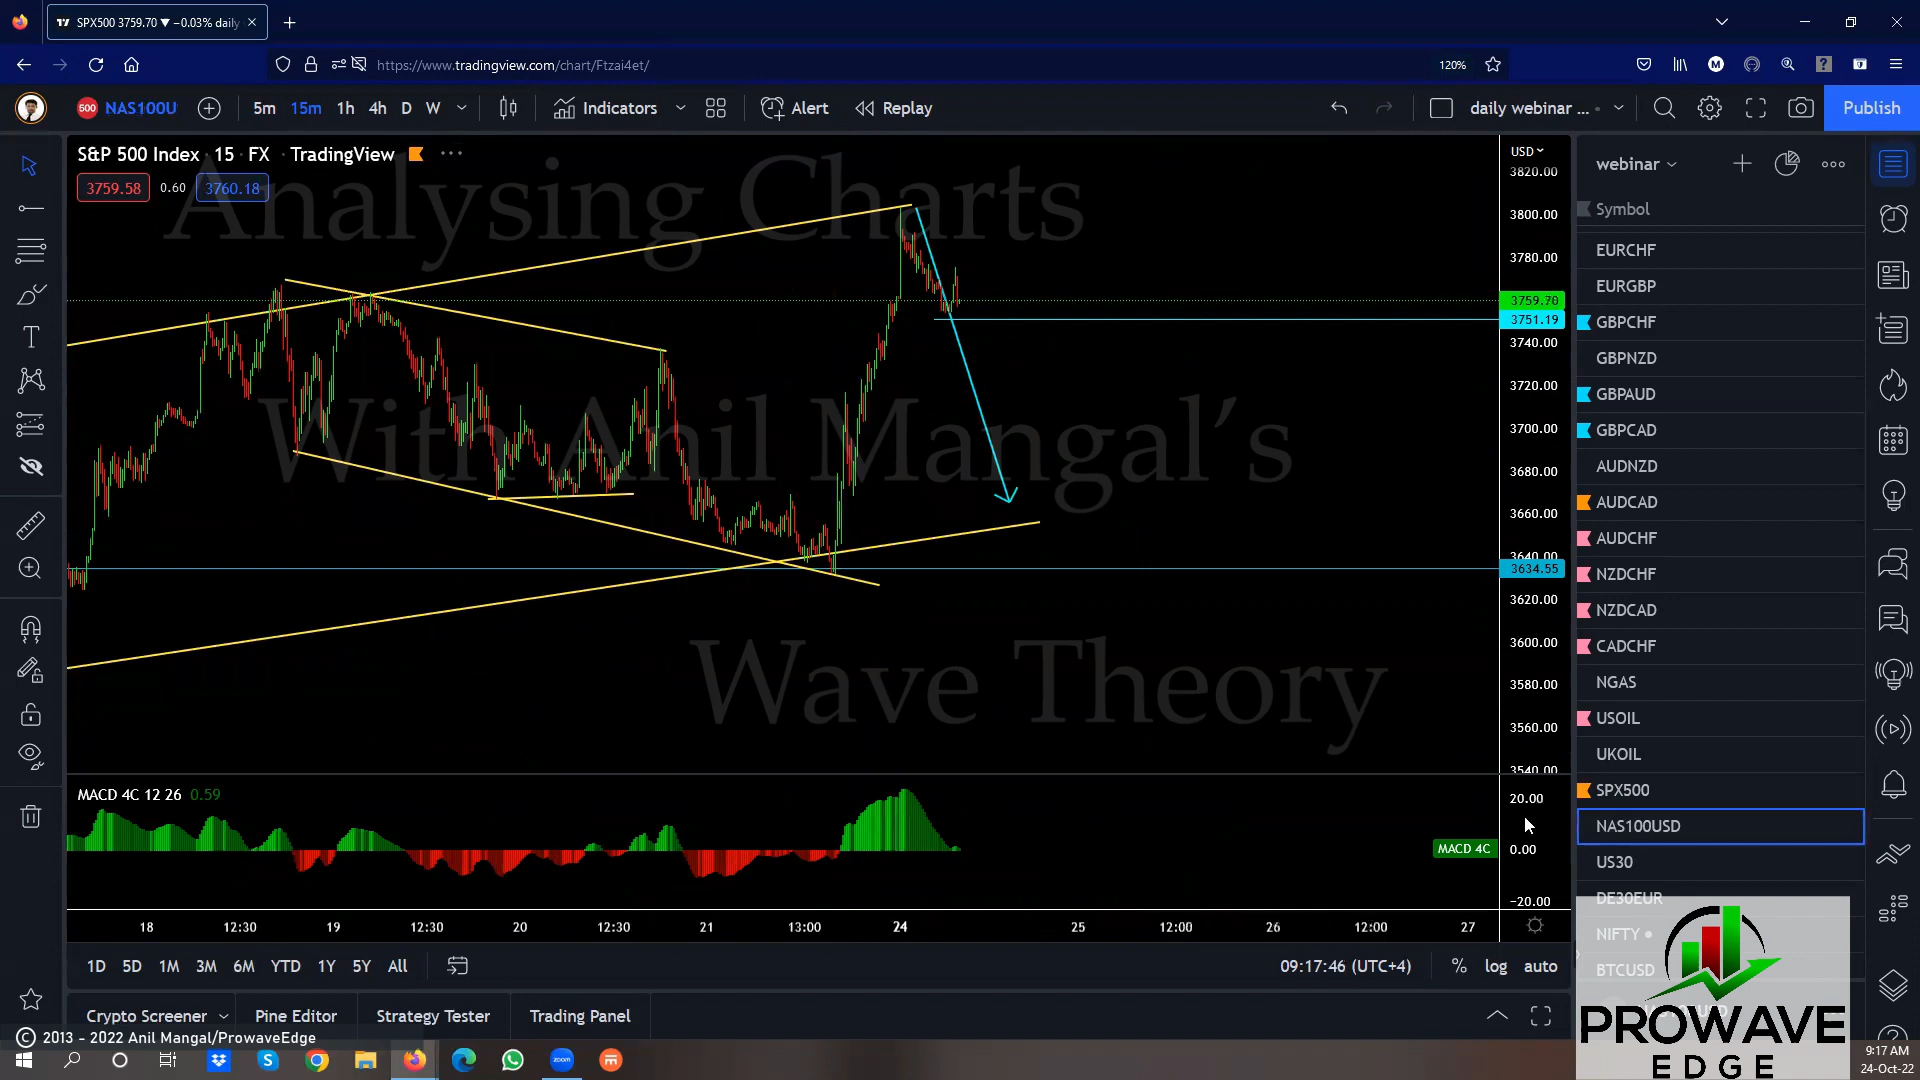 SPX500 3759.70 ▼ −0.03% daily
https://www.tradingview.com/chart/Ftzai4et/
120%
500 NAS100U 5m 15m 1h 4h D W Indicators Alert Replay daily webinar ... Publish
S&P 500 Index · 15 · FX · TradingView
3759.58 0.60 3760.18
Analysing Charts
With Anil Mangal's
Wave Theory
USD
3820.00
3800.00
3780.00
3759.70
3751.19
3740.00
3720.00
3700.00
3680.00
3660.00
3640.00
3634.55
3620.00
3600.00
3580.00
3560.00
3540.00
MACD 4C 12 26 0.59
20.00
MACD 4C 0.00
−20.00
18 12:30 19 12:30 20 12:30 21 13:00 24 25 12:00 26 12:00 27
1D 5D 1M 3M 6M YTD 1Y 5Y All
09:17:46 (UTC+4) % log auto
Crypto Screener Pine Editor Strategy Tester Trading Panel
© 2013 - 2022 Anil Mangal/ProwaveEdge
webinar
Symbol
EURCHF
EURGBP
GBPCHF
GBPNZD
GBPAUD
GBPCAD
AUDNZD
AUDCAD
AUDCHF
NZDCHF
NZDCAD
CADCHF
NGAS
USOIL
UKOIL
SPX500
NAS100USD
US30
DE30EUR
NIFTY
BTCUSD
PROWAVE
EDGE
zoom
9:17 AM
24-Oct-22